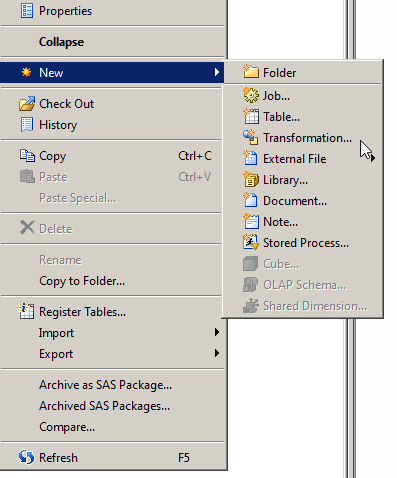 Properties
Collapse
New
Check Out
History
Copy Ctrl+C
Paste Ctrl+V
Paste Special...
Delete
Rename
Copy to Folder...
Register Tables...
Import
Export
Archive as SAS Package...
Archived SAS Packages...
Compare...
Refresh F5
Folder
Job...
Table...
Transformation...
External File
Library...
Document...
Note...
Stored Process...
Cube...
OLAP Schema...
Shared Dimension...